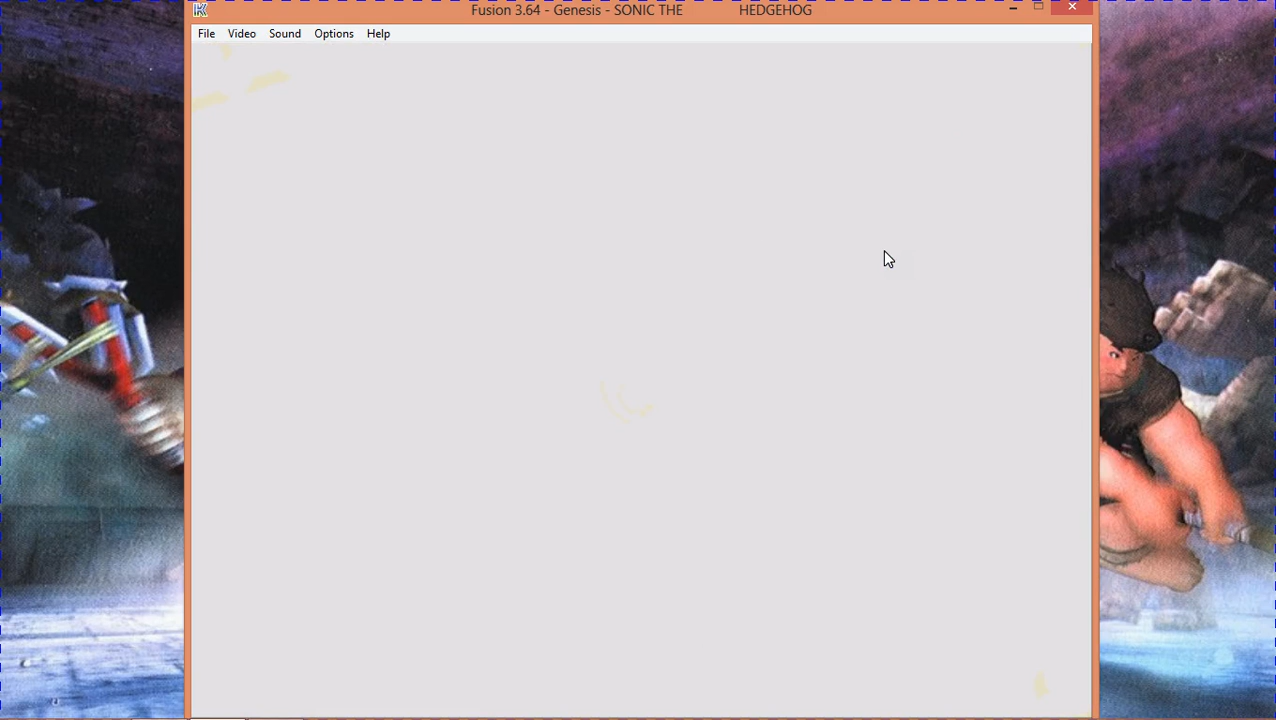 Fusion 3.64 - Genesis - SONIC THE HEDGEHOG
File Video Sound Options Help